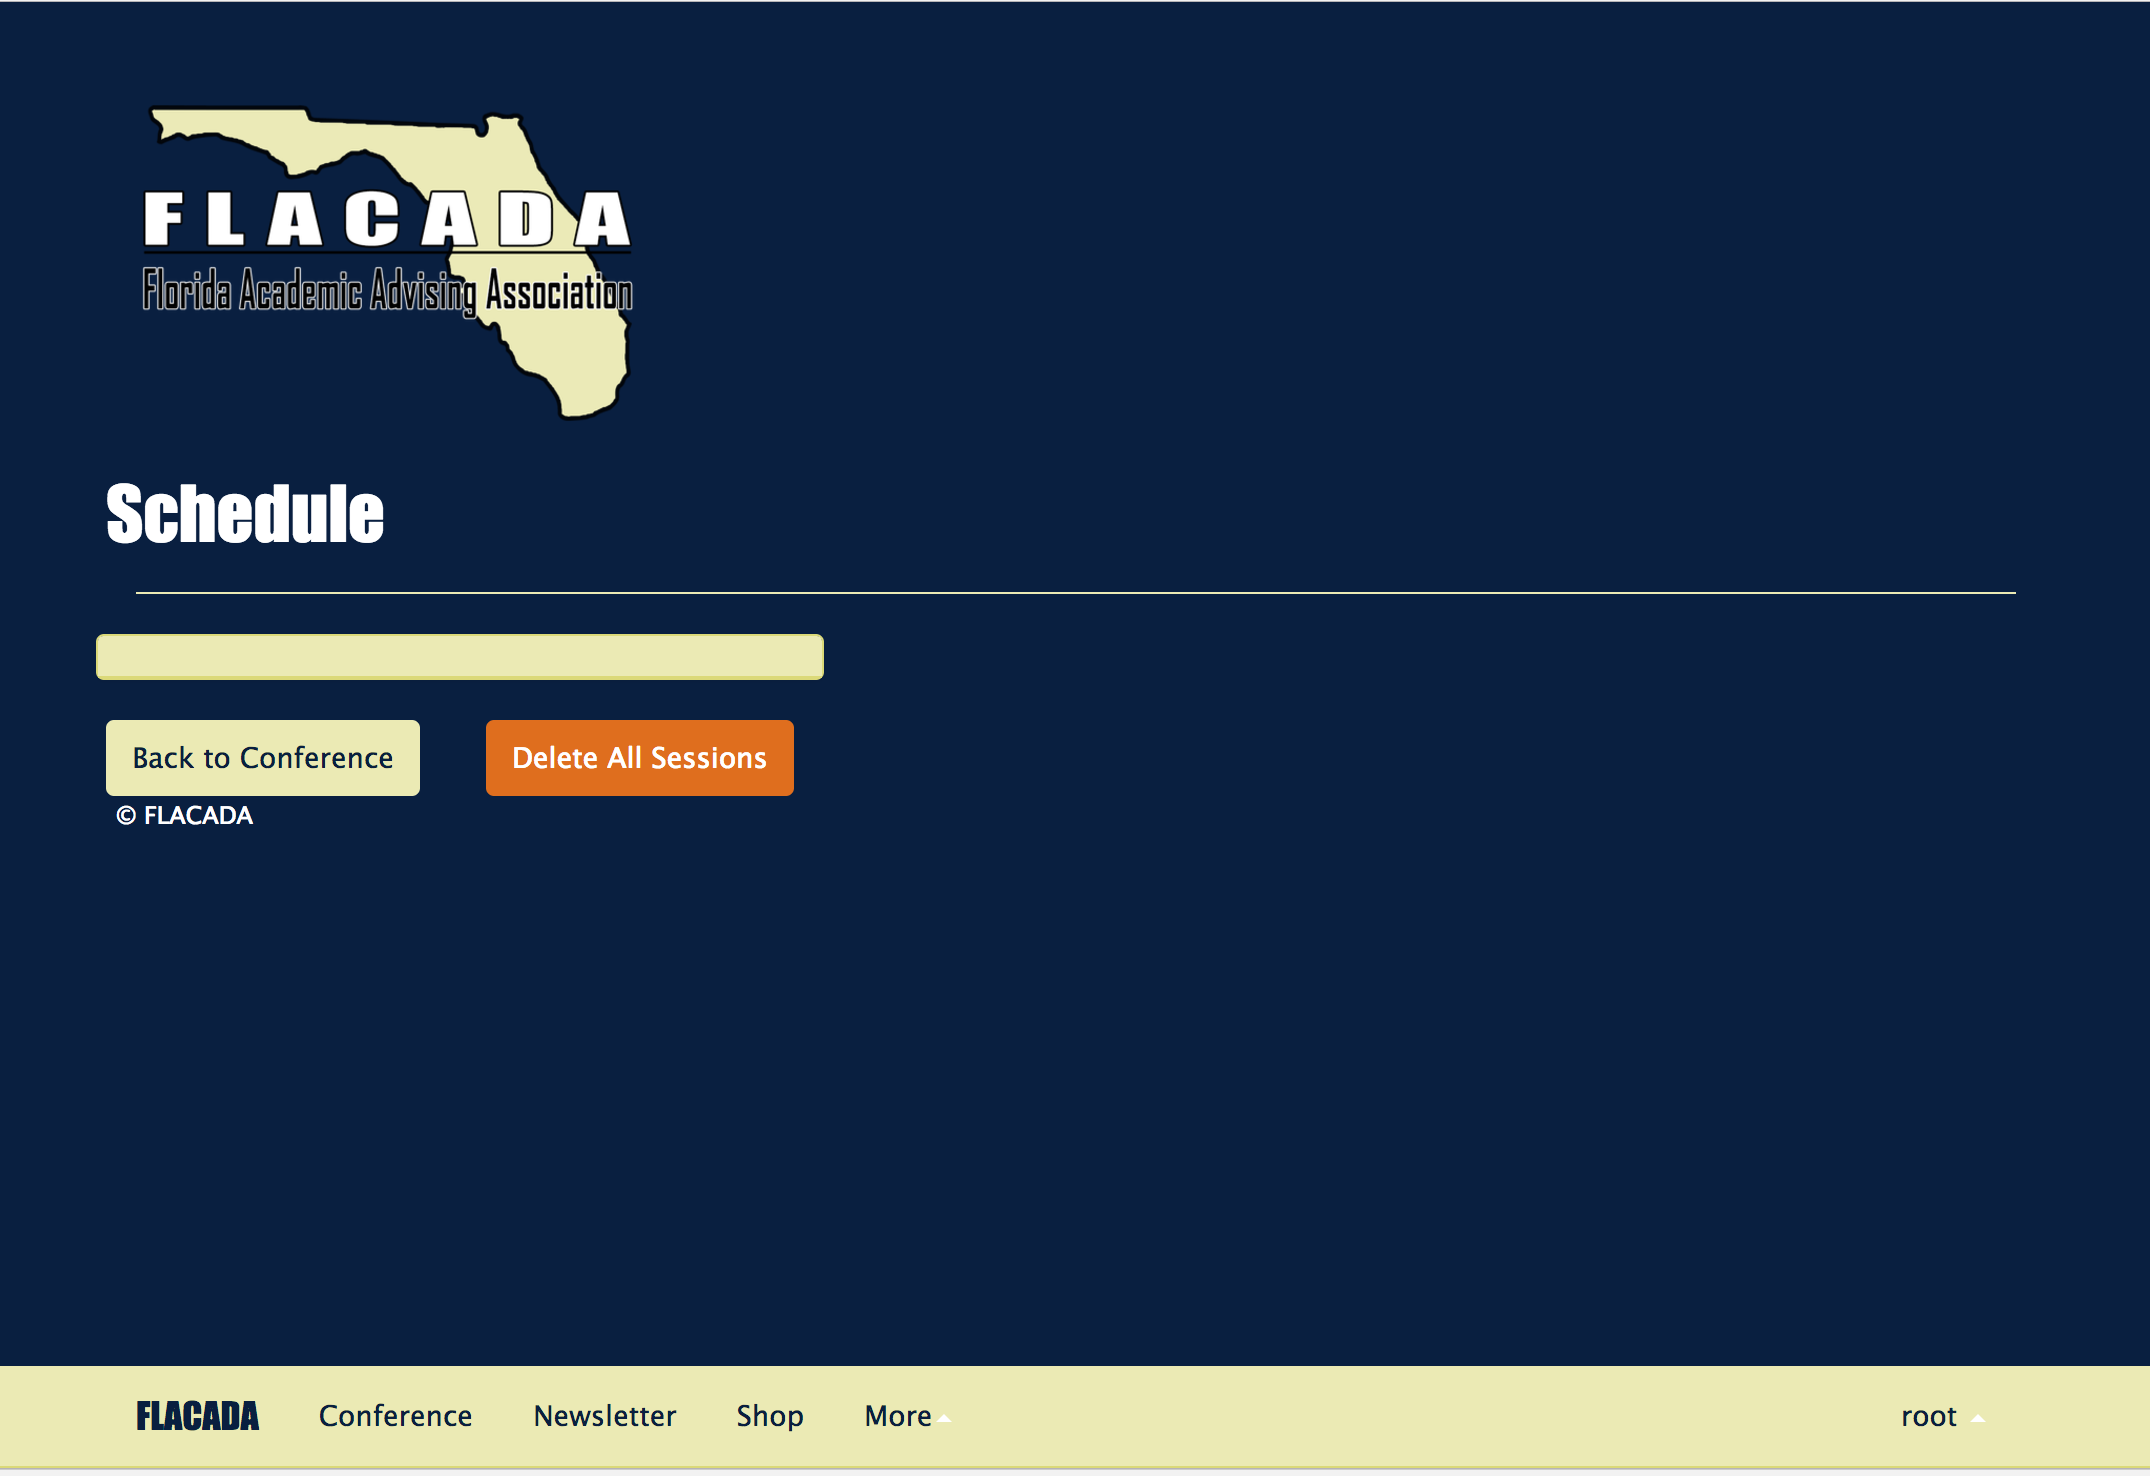 FLACADA
Florida Academic Advising Association
Schedule
Back to Conference Delete All Sessions
© FLACADA
FLACADA Conference Newsletter Shop More root